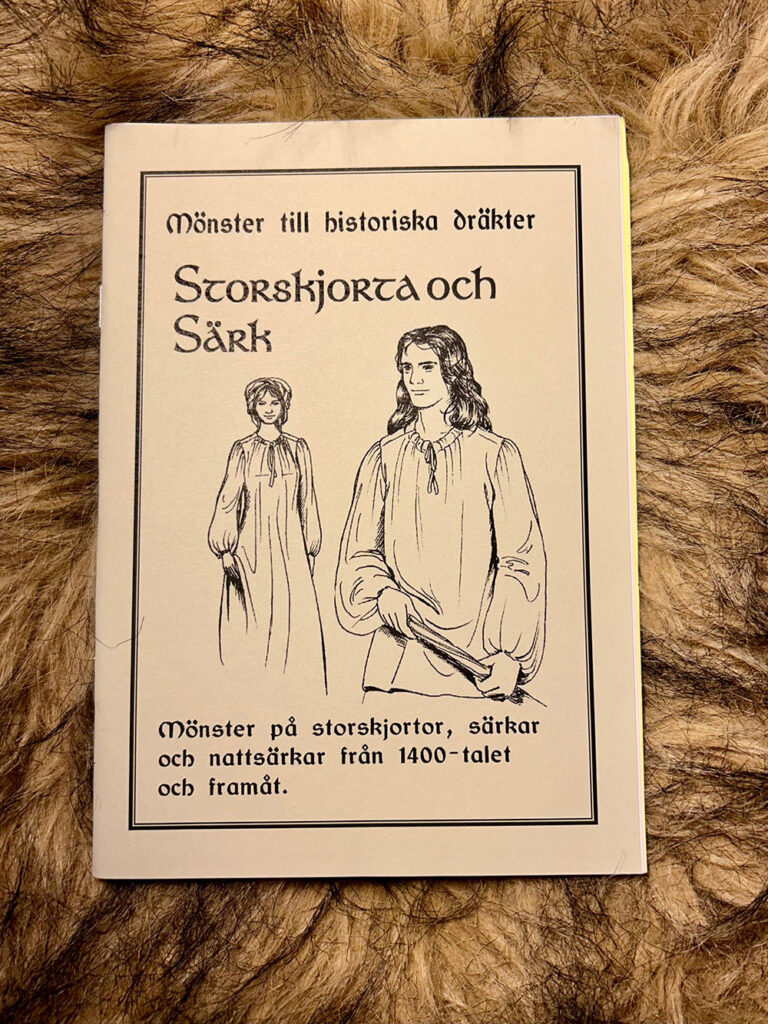 Mönster till historiska dräkter
Storskjorta och
Särk
Mönster på storskjortor, särkar
och nattsärkar från 1400-talet
och framåt.